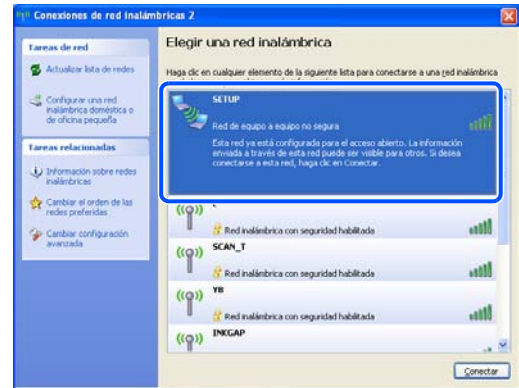 Conexiones de red inalámbricas 2
Tareas de red
Actualizar lista de redes
Configurar una red
inalámbrica doméstica o
de oficina pequeña
Tareas relacionadas
Información sobre redes
inalámbricas
Cambiar el orden de las
redes preferidas
Cambiar configuración
avanzada
Elegir una red inalámbrica
Haga clic en cualquier elemento de la siguiente lista para conectarse a una red inalámbrica
SETUP
Red de equipo a equipo no segura
Esta red ya está configurada para el acceso abierto. La información
enviada a través de esta red puede ser visible para otros. Si desea
conectarse a esta red, haga clic en Conectar.
Red inalámbrica con seguridad habilitada
SCAN_T
Red inalámbrica con seguridad habilitada
YB
Red inalámbrica con seguridad habilitada
INKGAP
Conectar